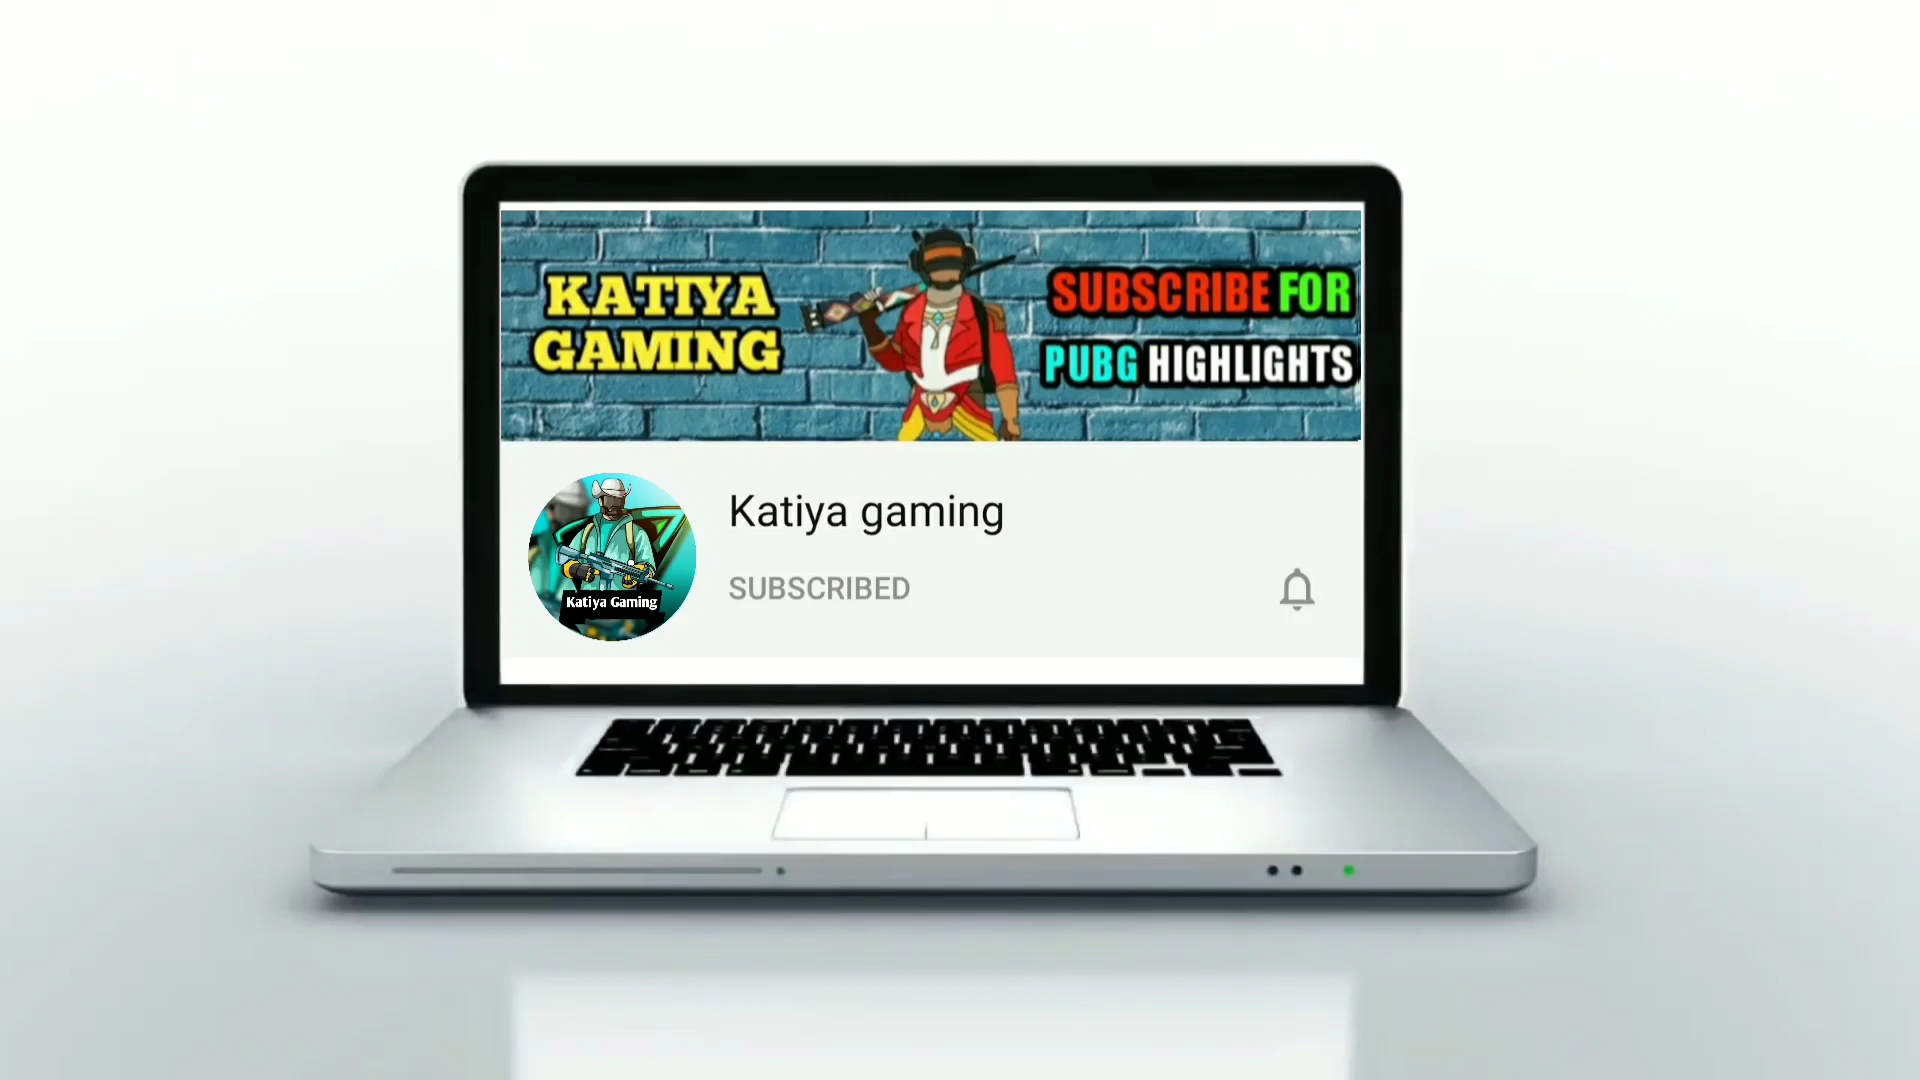 KATIYA
GAMING
SUBSCRIBE FOR
PUBG HIGHLIGHTS
Katiya gaming
SUBSCRIBED
Katiya Gaming